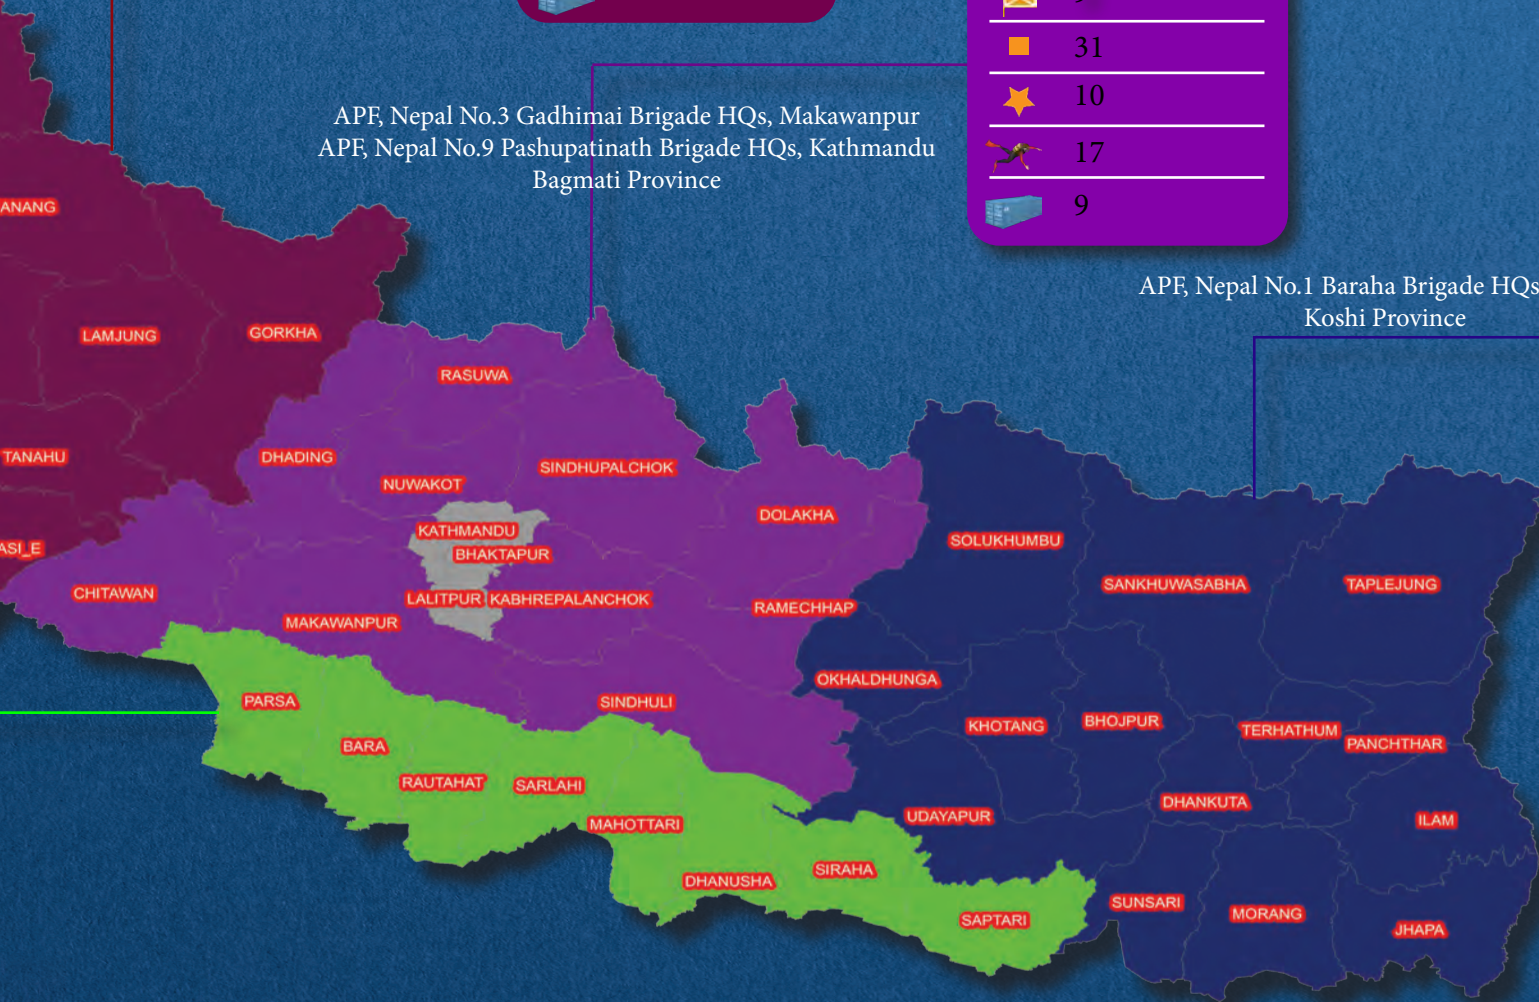 31
10
17
9
APF, Nepal No.3 Gadhimai Brigade HQs, Makawanpur
APF, Nepal No.9 Pashupatinath Brigade HQs, Kathmandu
Bagmati Province
APF, Nepal No.1 Baraha Brigade HQs
Koshi Province
ANANG
LAMJUNG
GORKHA
RASUWA
TANAHU
DHADING
NUWAKOT
SINDHUPALCHOK
DOLAKHA
KATHMANDU
BHAKTAPUR
SOLUKHUMBU
ASI_E
CHITAWAN
LALITPUR
KABHREPALANCHOK
RAMECHHAP
SANKHUWASABHA
TAPLEJUNG
MAKAWANPUR
OKHALDHUNGA
PARSA
SINDHULI
KHOTANG
BHOJPUR
TERHATHUM
PANCHTHAR
BARA
RAUTAHAT
SARLAHI
DHANKUTA
UDAYAPUR
ILAM
MAHOTTARI
SIRAHA
DHANUSHA
SUNSARI
SAPTARI
MORANG
JHAPA